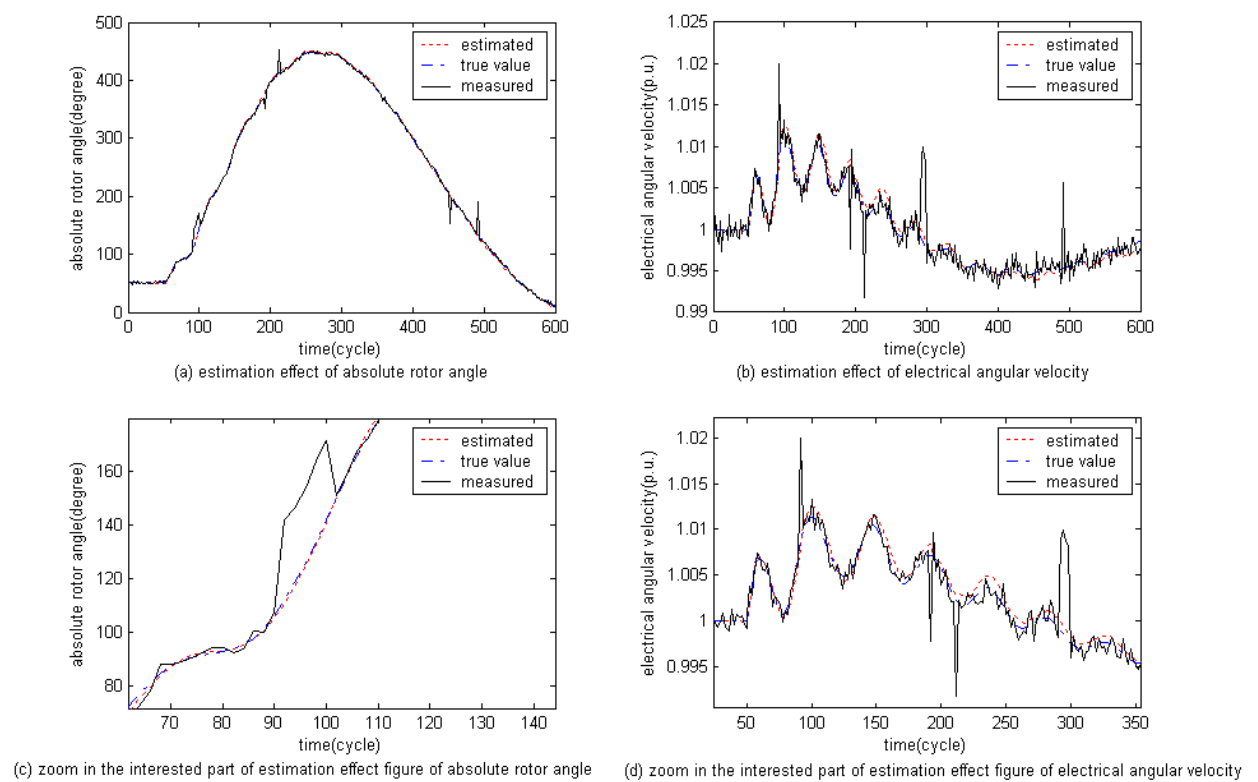 500
400
300
200
100
0
0 100 200 300 400 500 600
absolute rotor angle(degree)
time(cycle)
estimated
true value
measured
(a) estimation effect of absolute rotor angle
1.025
1.02
1.015
1.01
1.005
1
0.995
0.99
0 100 200 300 400 500 600
electrical angular velocity(p.u.)
time(cycle)
estimated
true value
measured
(b) estimation effect of electrical angular velocity
160
140
120
100
80
70 80 90 100 110 120 130 140
absolute rotor angle(degree)
time(cycle)
estimated
true value
measured
(c) zoom in the interested part of estimation effect figure of absolute rotor angle
1.02
1.015
1.01
1.005
1
0.995
50 100 150 200 250 300 350
electrical angular velocity(p.u.)
time(cycle)
estimated
true value
measured
(d) zoom in the interested part of estimation effect figure of electrical angular velocity